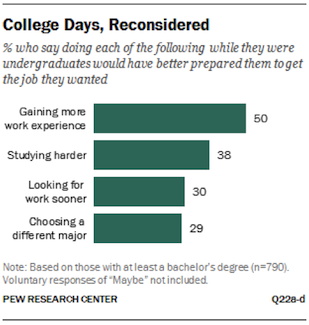 College Days, Reconsidered
% who say doing each of the following while they were
undergraduates would have better prepared them to get
the job they wanted
Gaining more
work experience
50
Studying harder
38
Looking for
work sooner
30
Choosing a
different major
29
Note: Based on those with at least a bachelor's degree (n=790).
Voluntary responses of "Maybe" not included.
PEW RESEARCH CENTER
Q22a-d